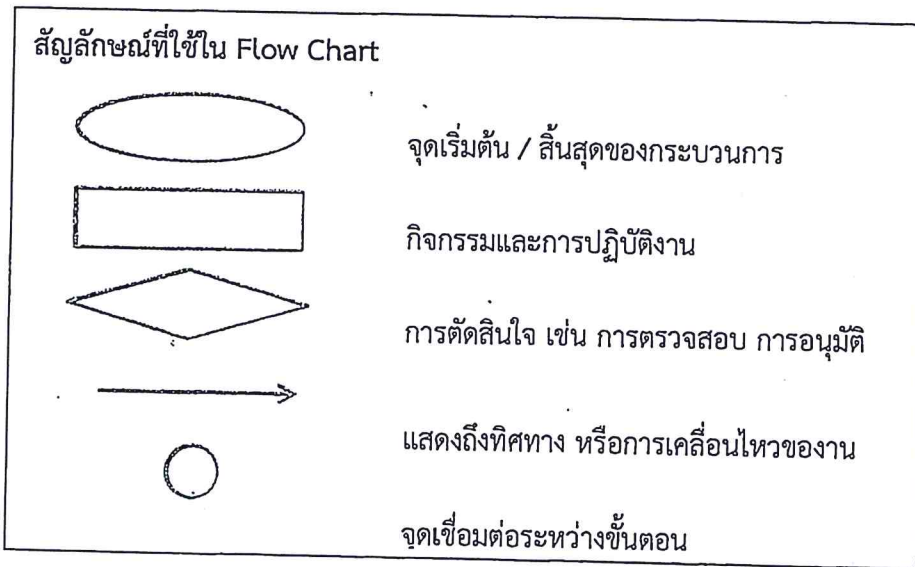 สัญลักษณ์ที่ใช้ใน Flow Chart
จุดเริ่มต้น / สิ้นสุดของกระบวนการ
กิจกรรมและการปฏิบัติงาน
การตัดสินใจ เช่น การตรวจสอบ การอนุมัติ
แสดงถึงทิศทาง หรือการเคลื่อนไหวของงาน
จุดเชื่อมต่อระหว่างขั้นตอน